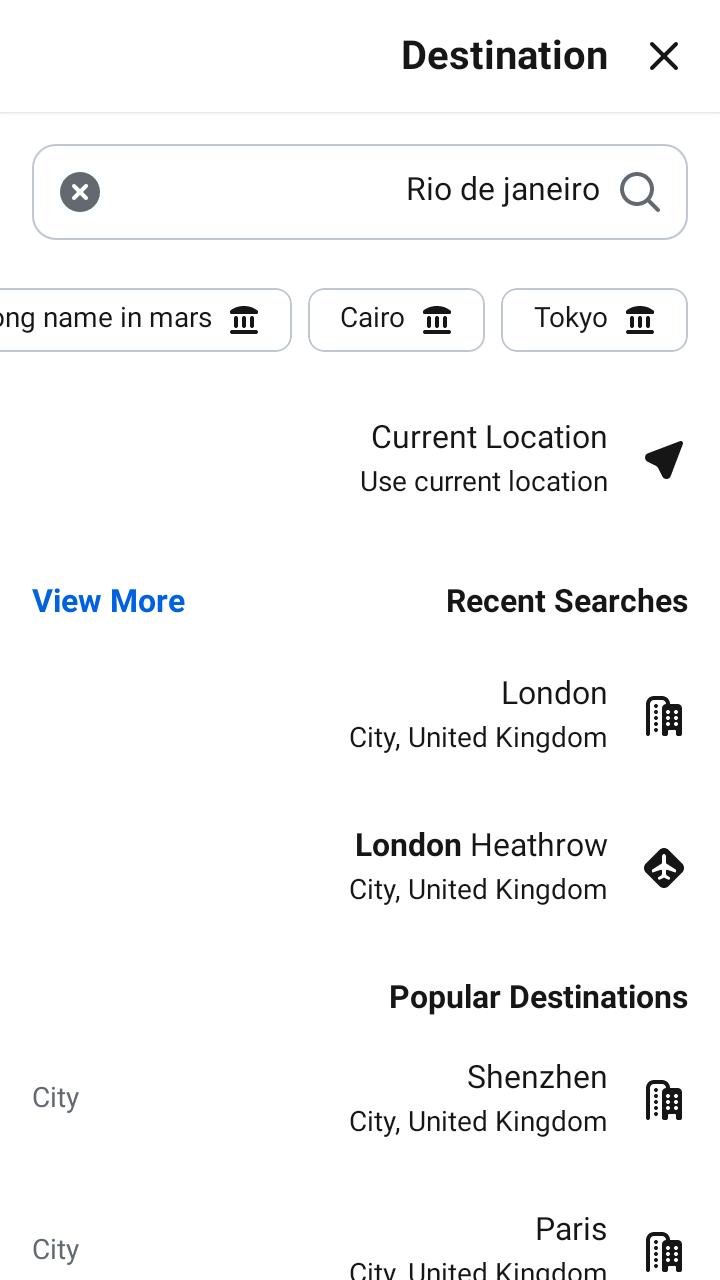 Destination
Rio de janeiro
Tokyo
Cairo
name in mars
Current Location
Use current location
Recent Searches
View More
London
City, United Kingdom
London Heathrow
City, United Kingdom
Popular Destinations
Shenzhen
City, United Kingdom
City
Paris
City, United Kingdom
City